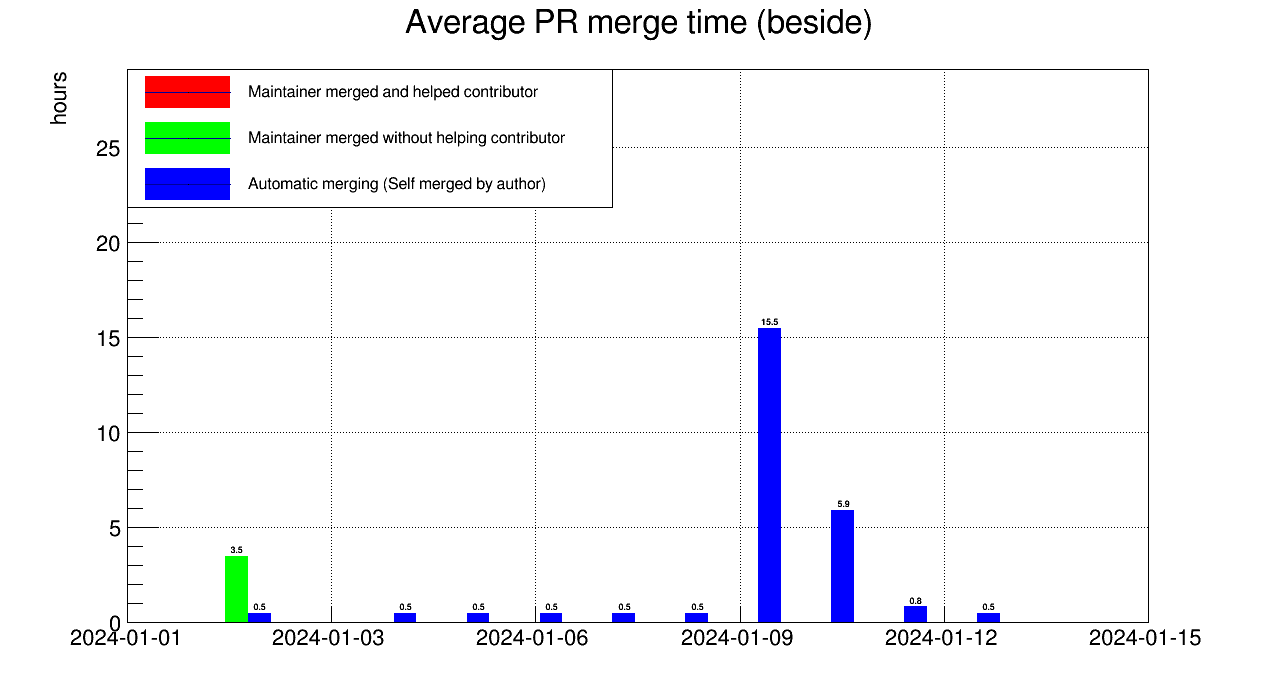 Average PR merge time (beside)
hours
Maintainer merged and helped contributor
Maintainer merged without helping contributor
Automatic merging (Self merged by author)
25
20
15
10
5
0
15.5
5.9
3.5
0.5 0.5 0.5 0.5 0.5 0.5 0.8 0.5
2024-01-01 2024-01-03 2024-01-06 2024-01-09 2024-01-12 2024-01-15